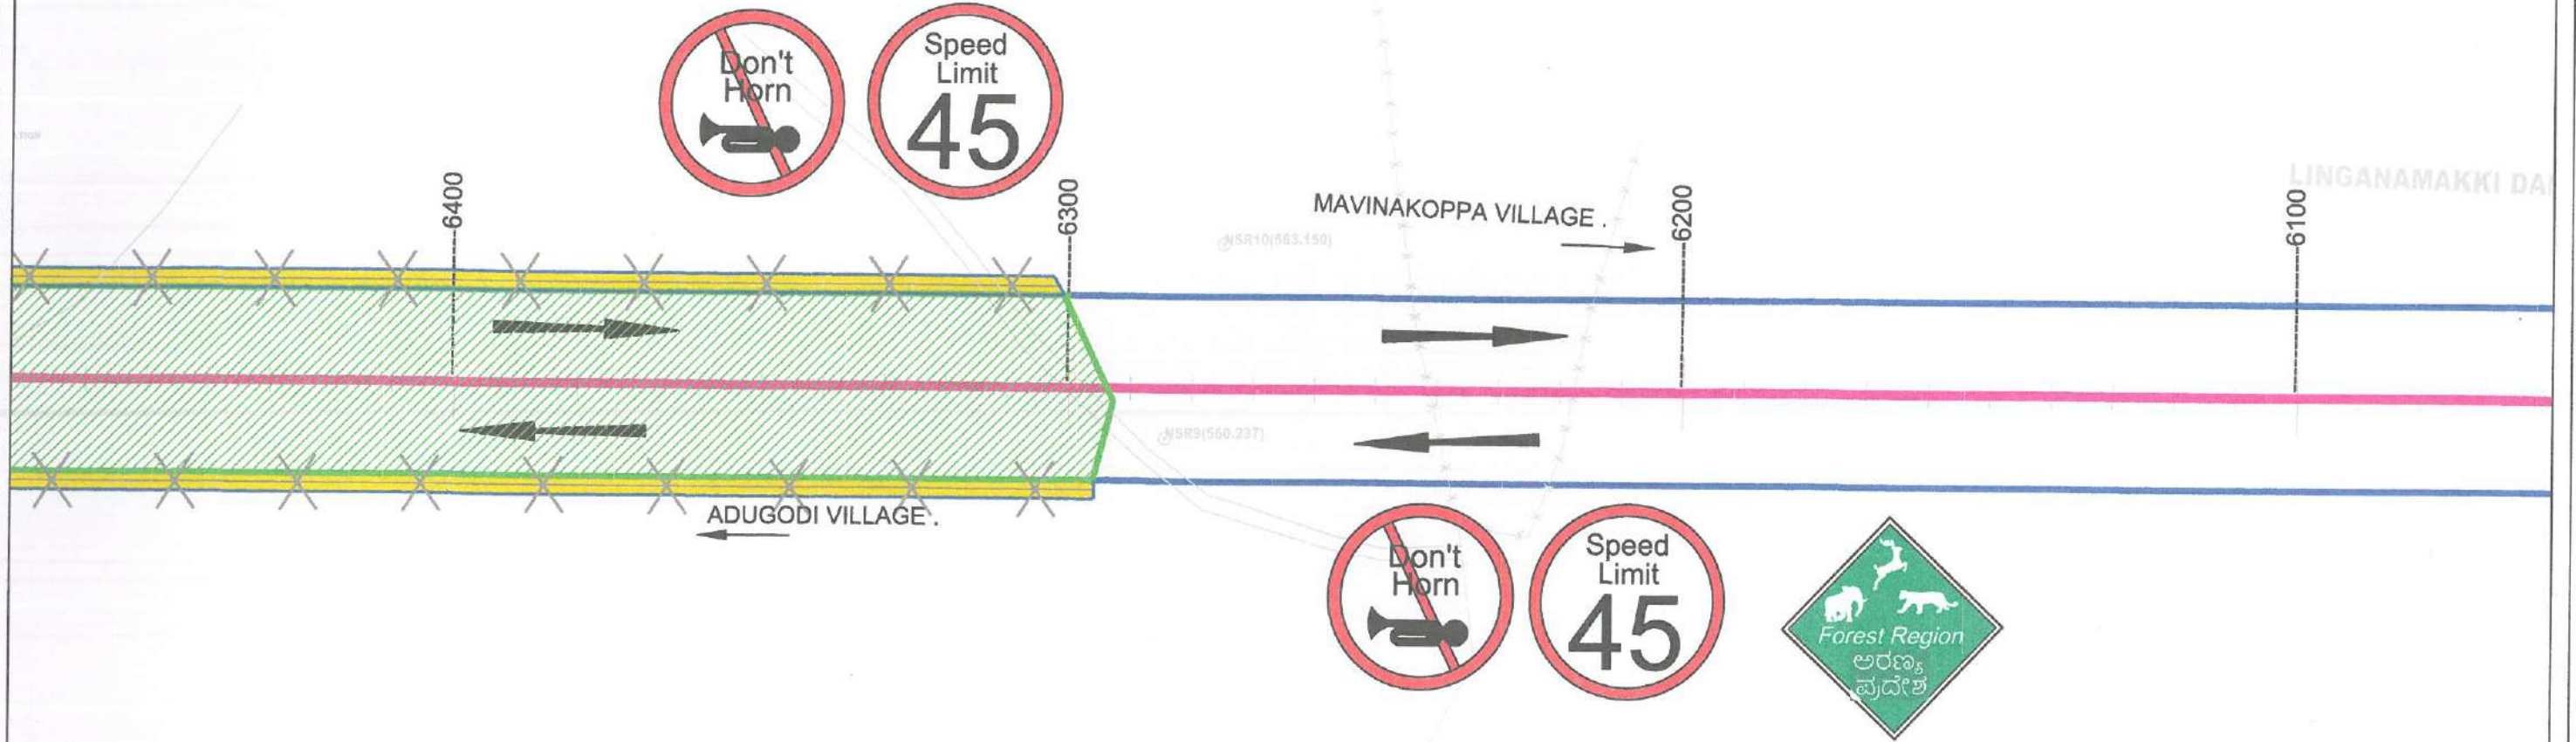 Don't
Horn
Speed
Limit
45
6400
6300
MAVINAKOPPA VILLAGE .
6200
6100
LINGANAMAKKI DA
NSR10(563.150)
NSR9(560.237)
ADUGODI VILLAGE .
Don't
Horn
Speed
Limit
45
Forest Region
ಅರಣ್ಯ
ಪ್ರದೇಶ